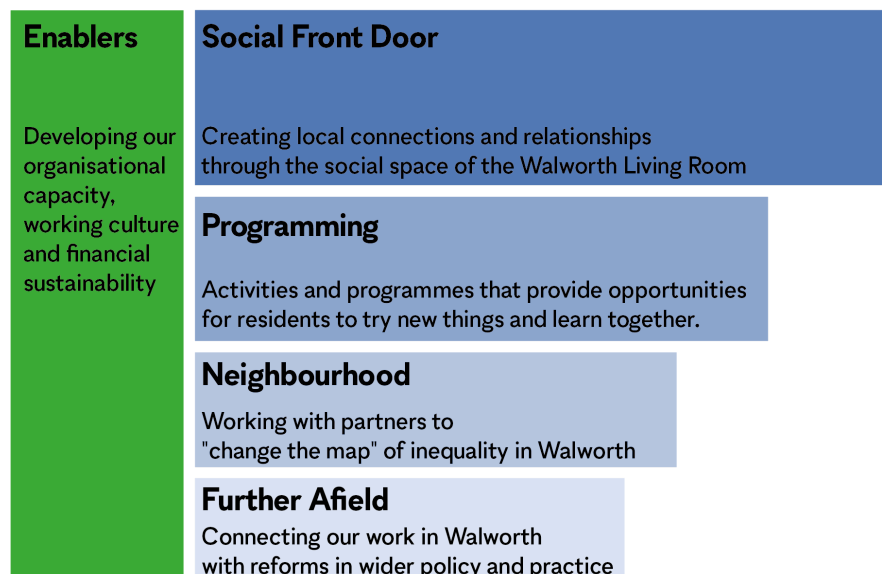 Enablers
Developing our
organisational
capacity,
working culture
and financial
sustainability
Social Front Door
Creating local connections and relationships
through the social space of the Walworth Living Room
Programming
Activities and programmes that provide opportunities
for residents to try new things and learn together.
Neighbourhood
Working with partners to
"change the map" of inequality in Walworth
Further Afield
Connecting our work in Walworth
with reforms in wider policy and practice